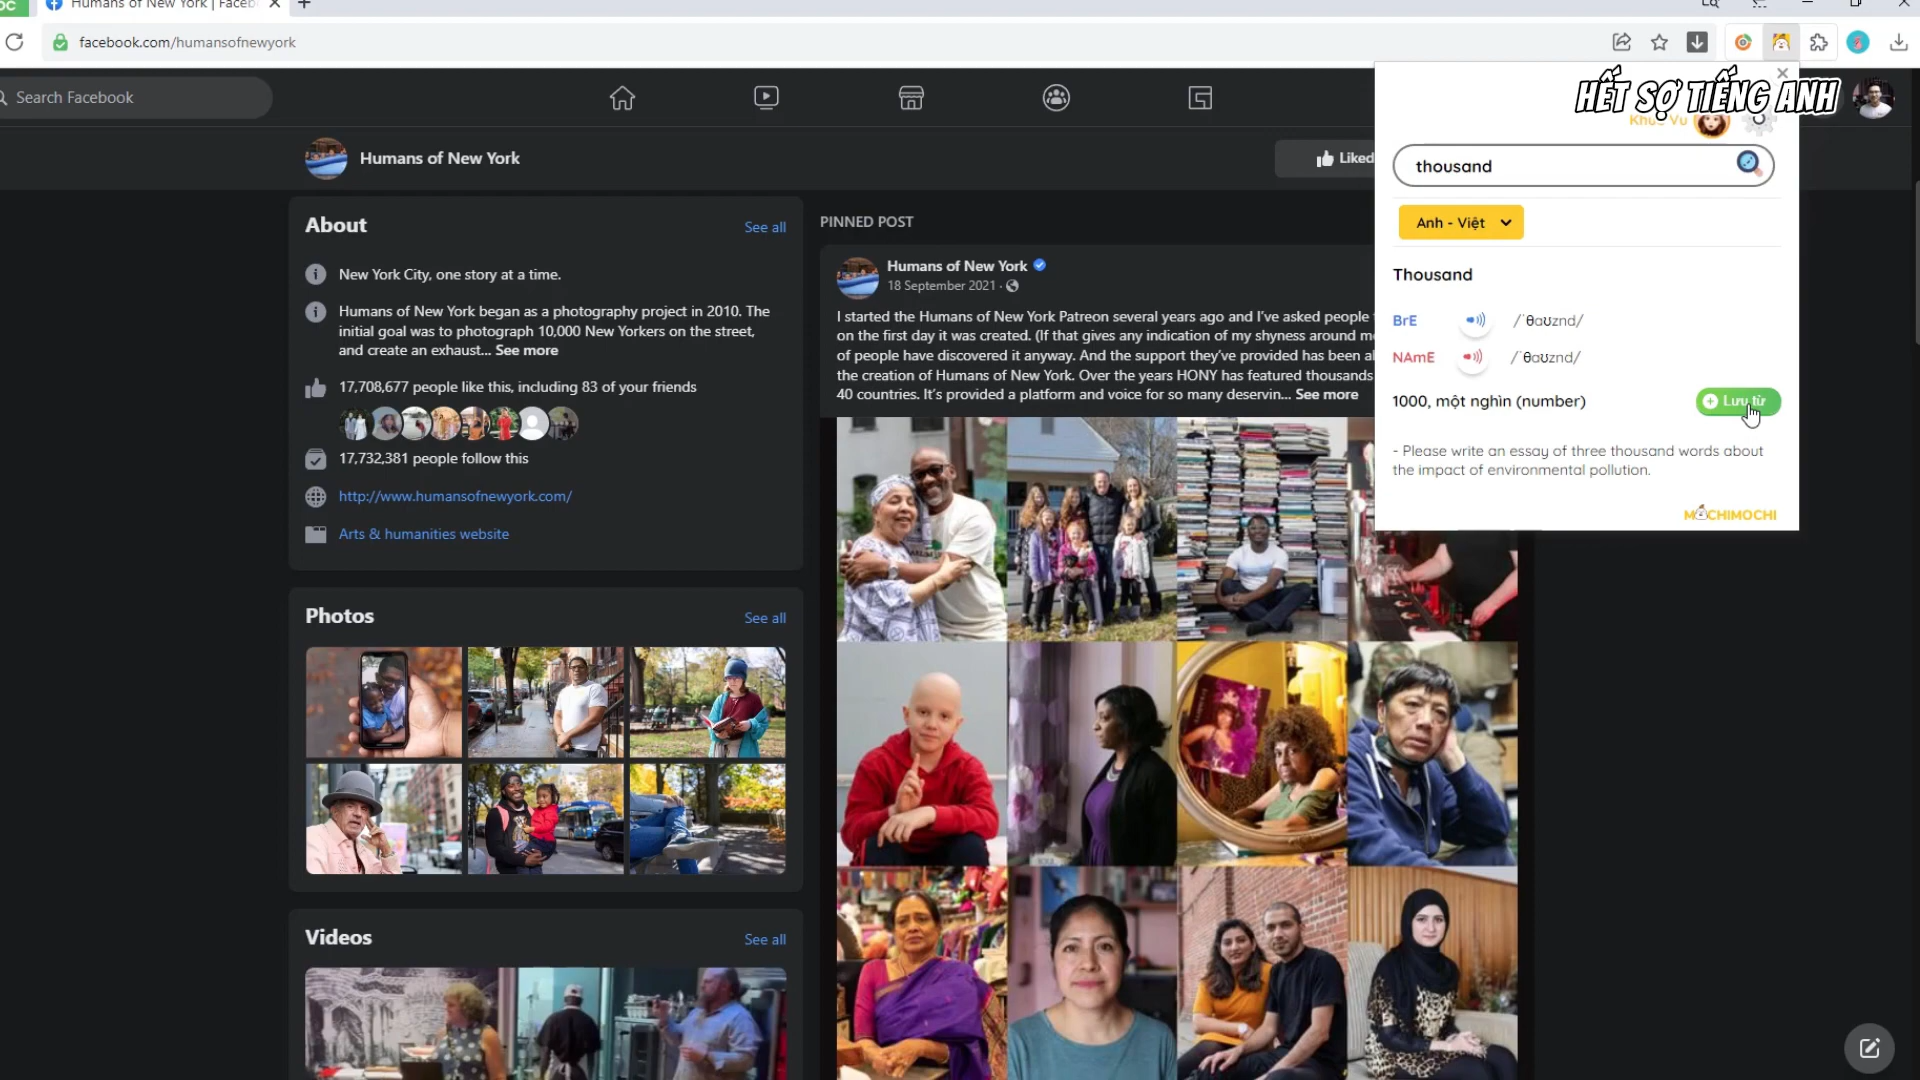 Humans of New York | Faceb
facebook.com/humansofnewyork
Search Facebook
HẾT SỢ TIẾNG ANH
Humans of New York
Liked
thousand
Anh - Việt
About
See all
New York City, one story at a time.
Humans of New York began as a photography project in 2010. The
initial goal was to photograph 10,000 New Yorkers on the street,
and create an exhaust... See more
17,708,677 people like this, including 83 of your friends
17,732,381 people follow this
http://www.humansofnewyork.com/
Arts & humanities website
Photos
See all
Videos
See all
PINNED POST
Humans of New York
18 September 2021 ·
I started the Humans of New York Patreon several years ago and I've asked people
on the first day it was created. (If that gives any indication of my shyness around
of people have discovered it anyway. And the support they've provided has been
the creation of Humans of New York. Over the years HONY has featured thousands
40 countries. It's provided a platform and voice for so many deservin... See more
Thousand
BrE /ˈθaʊznd/
NAmE /ˈθaʊznd/
1000, một nghìn (number)
Lưu từ
- Please write an essay of three thousand words about
the impact of environmental pollution.
MOCHIMOCHI